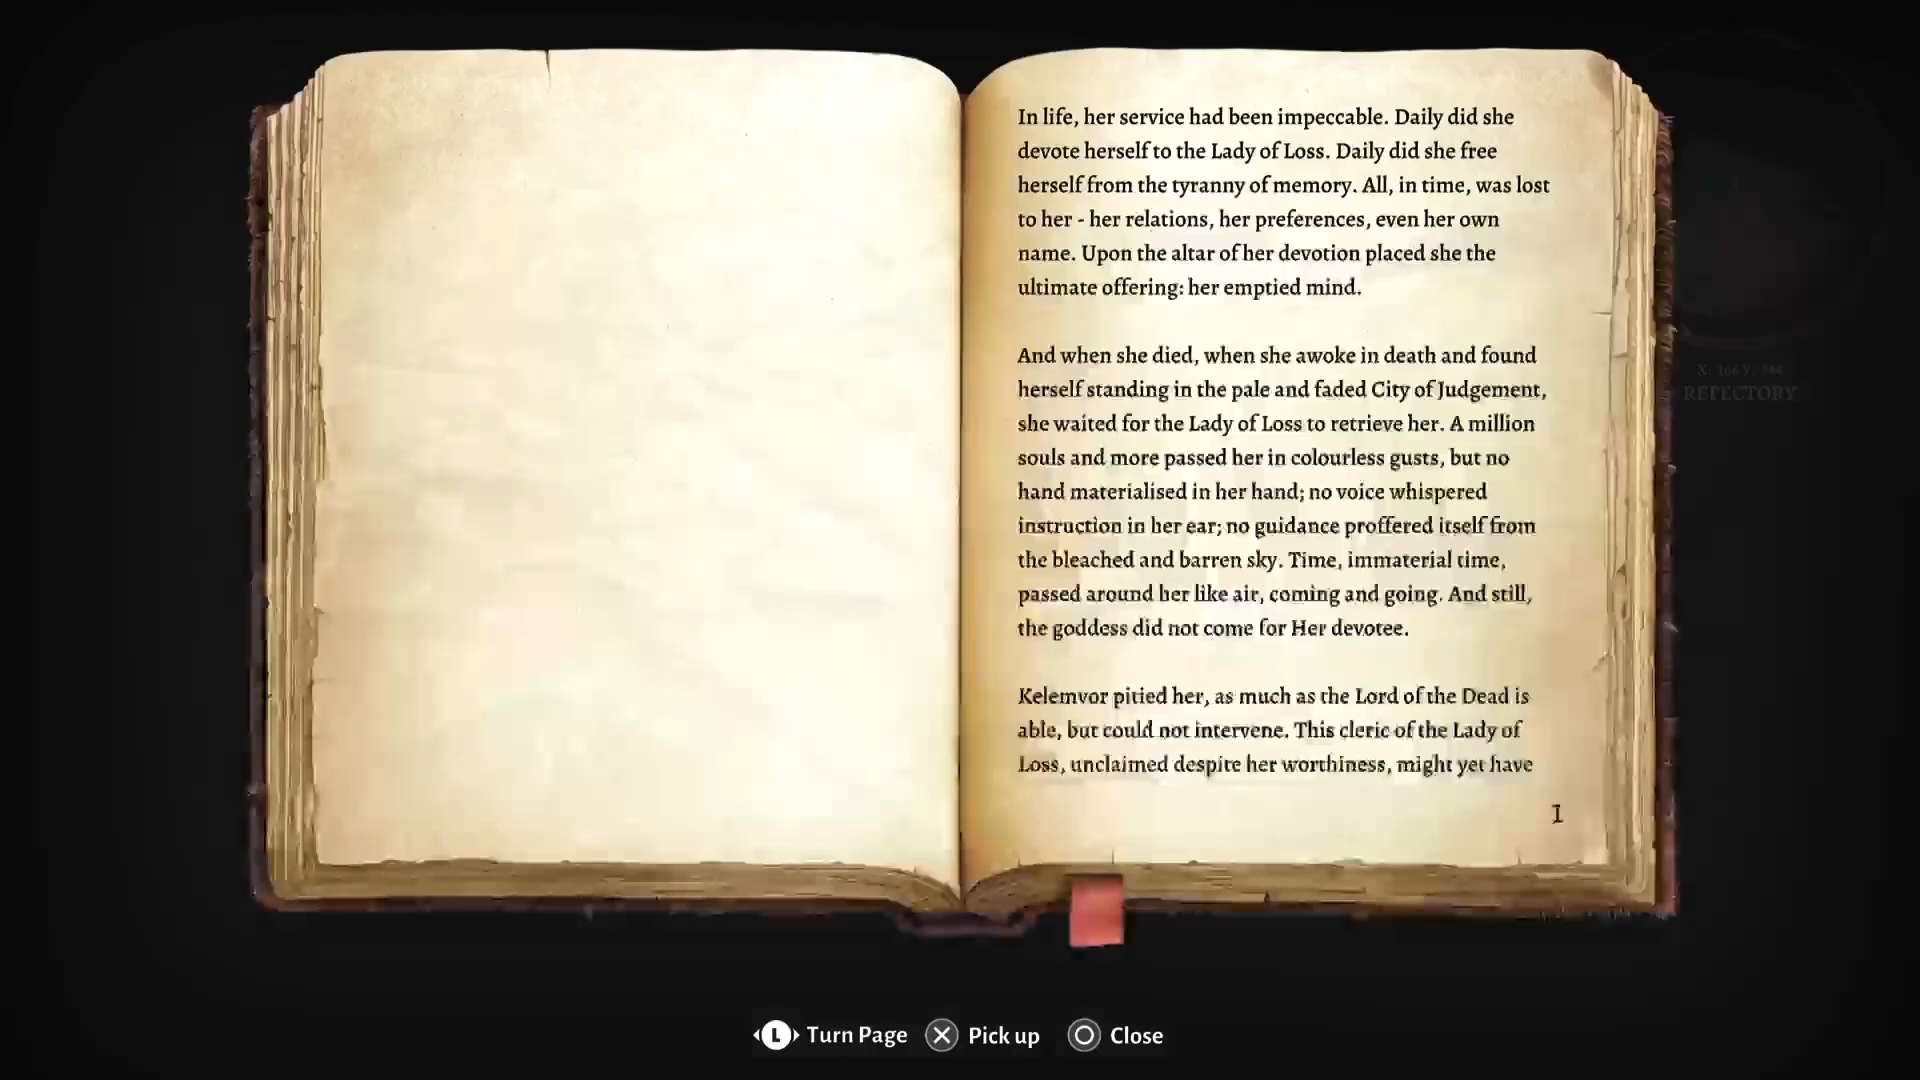 In life, her service had been impeccable. Daily did she
devote herself to the Lady of Loss. Daily did she free
herself from the tyranny of memory. All, in time, was lost
to her - her relations, her preferences, even her own
name. Upon the altar of her devotion placed she the
ultimate offering: her emptied mind.
And when she died, when she awoke in death and found
herself standing in the pale and faded City of Judgement,
she waited for the Lady of Loss to retrieve her. A million
souls and more passed her in colourless gusts, but no
hand materialised in her hand; no voice whispered
instruction in her ear; no guidance proffered itself from
the bleached and barren sky. Time, immaterial time,
passed around her like air, coming and going. And still,
the goddess did not come for Her devotee.
Kelemvor pitied her, as much as the Lord of the Dead is
able, but could not intervene. This cleric of the Lady of
Loss, unclaimed despite her worthiness, might yet have
1
REFECTORY
L Turn Page Pick up Close